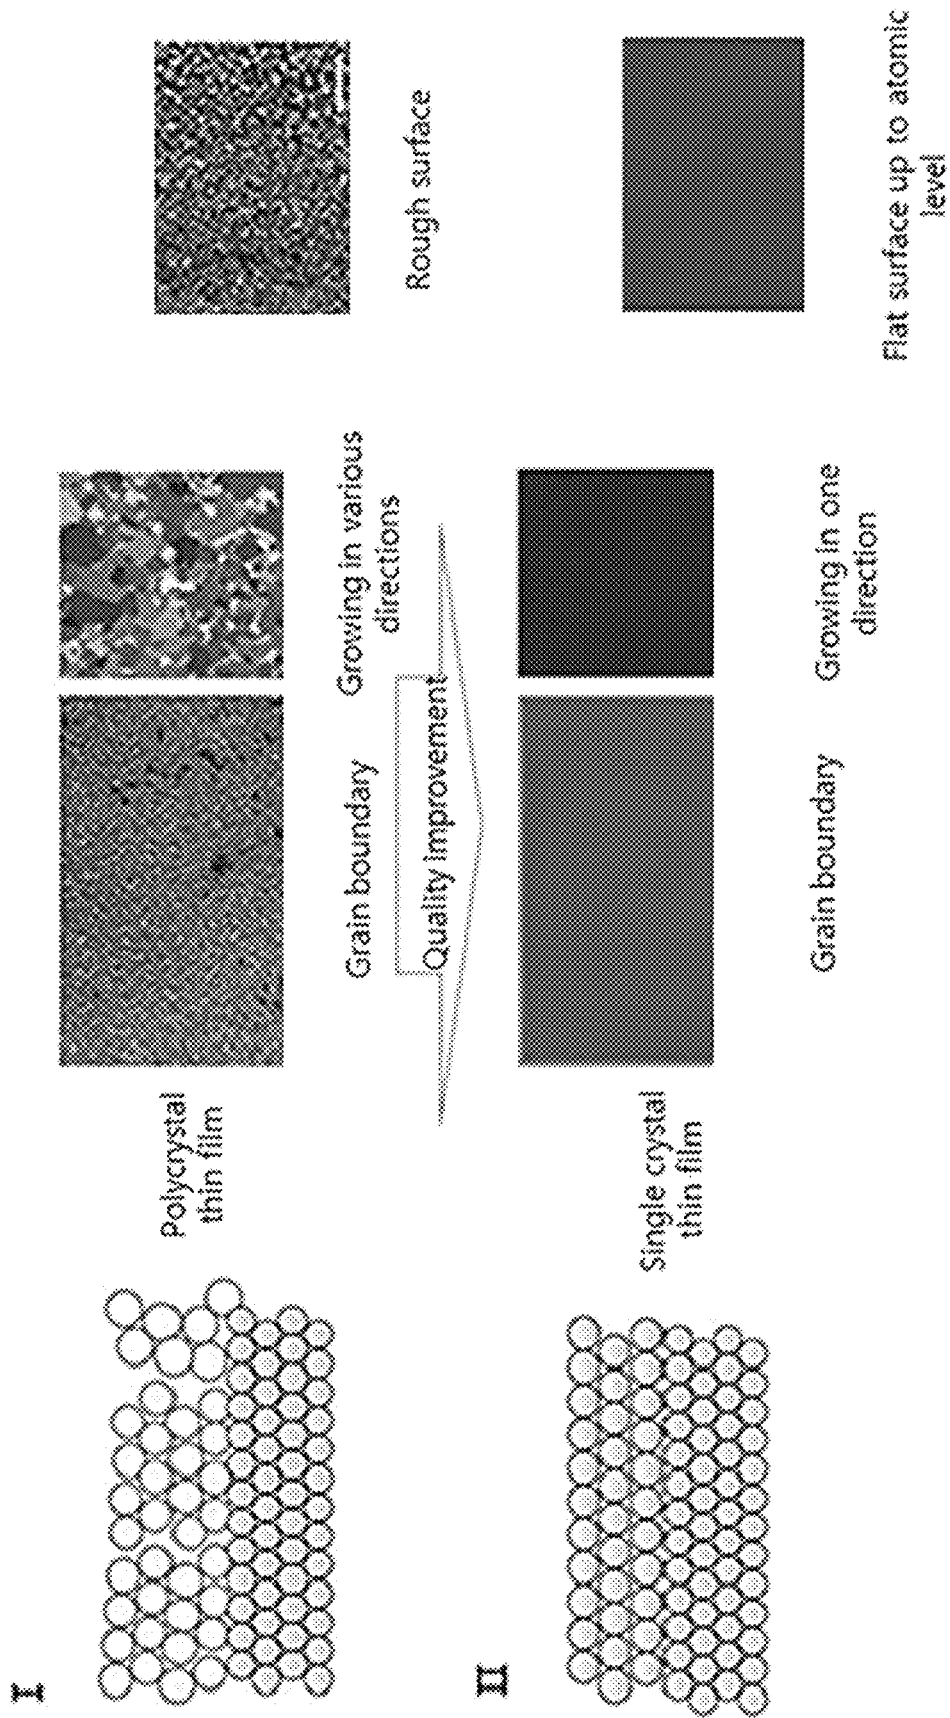 I
Polycrystal
thin film
Grain boundary
Growing in various
directions
Rough surface
Quality improvement
II
Single crystal
thin film
Grain boundary
Growing in one
direction
Flat surface up to atomic
level